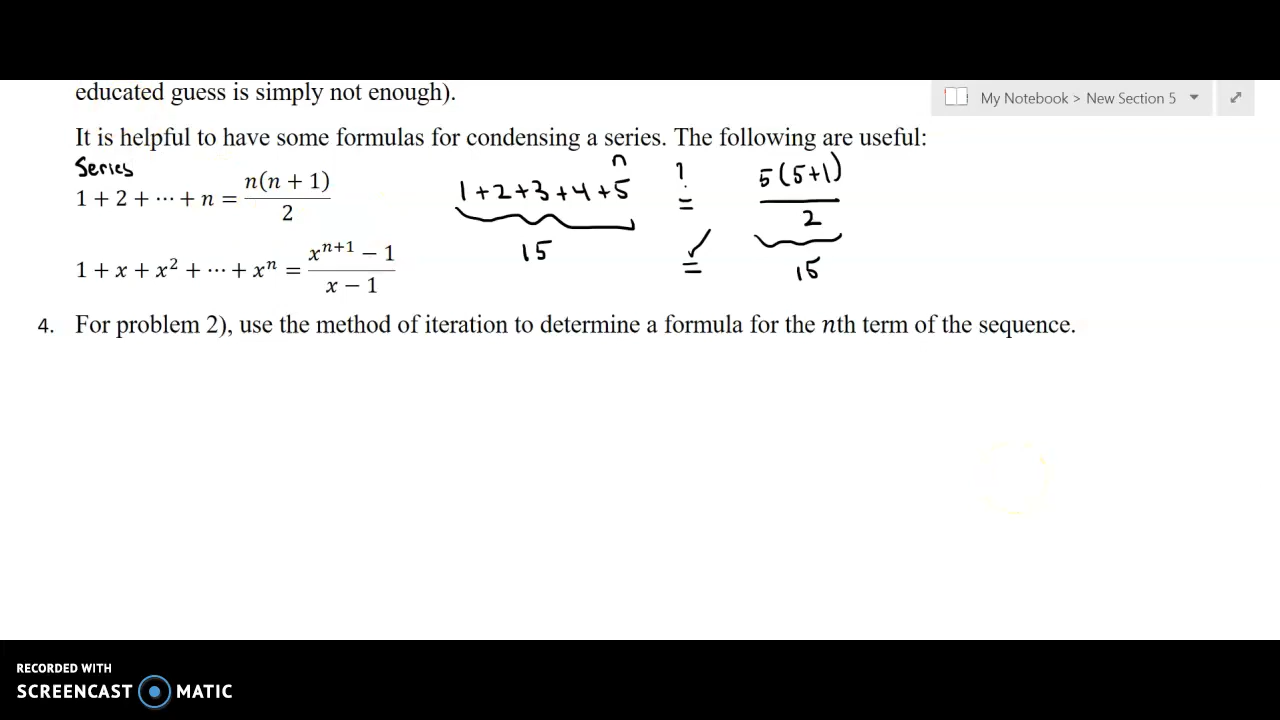 educated guess is simply not enough).
My Notebook > New Section 5
It is helpful to have some formulas for condensing a series. The following are useful:
Series
1 + 2 + ⋯ + n = n(n + 1) / 2
n
1+2+3+4+5 ?= 5(5+1) / 2
15 = ✓ 15
1 + x + x² + ⋯ + xⁿ = (xⁿ⁺¹ − 1) / (x − 1)
4. For problem 2), use the method of iteration to determine a formula for the nth term of the sequence.
RECORDED WITH
SCREENCAST MATIC